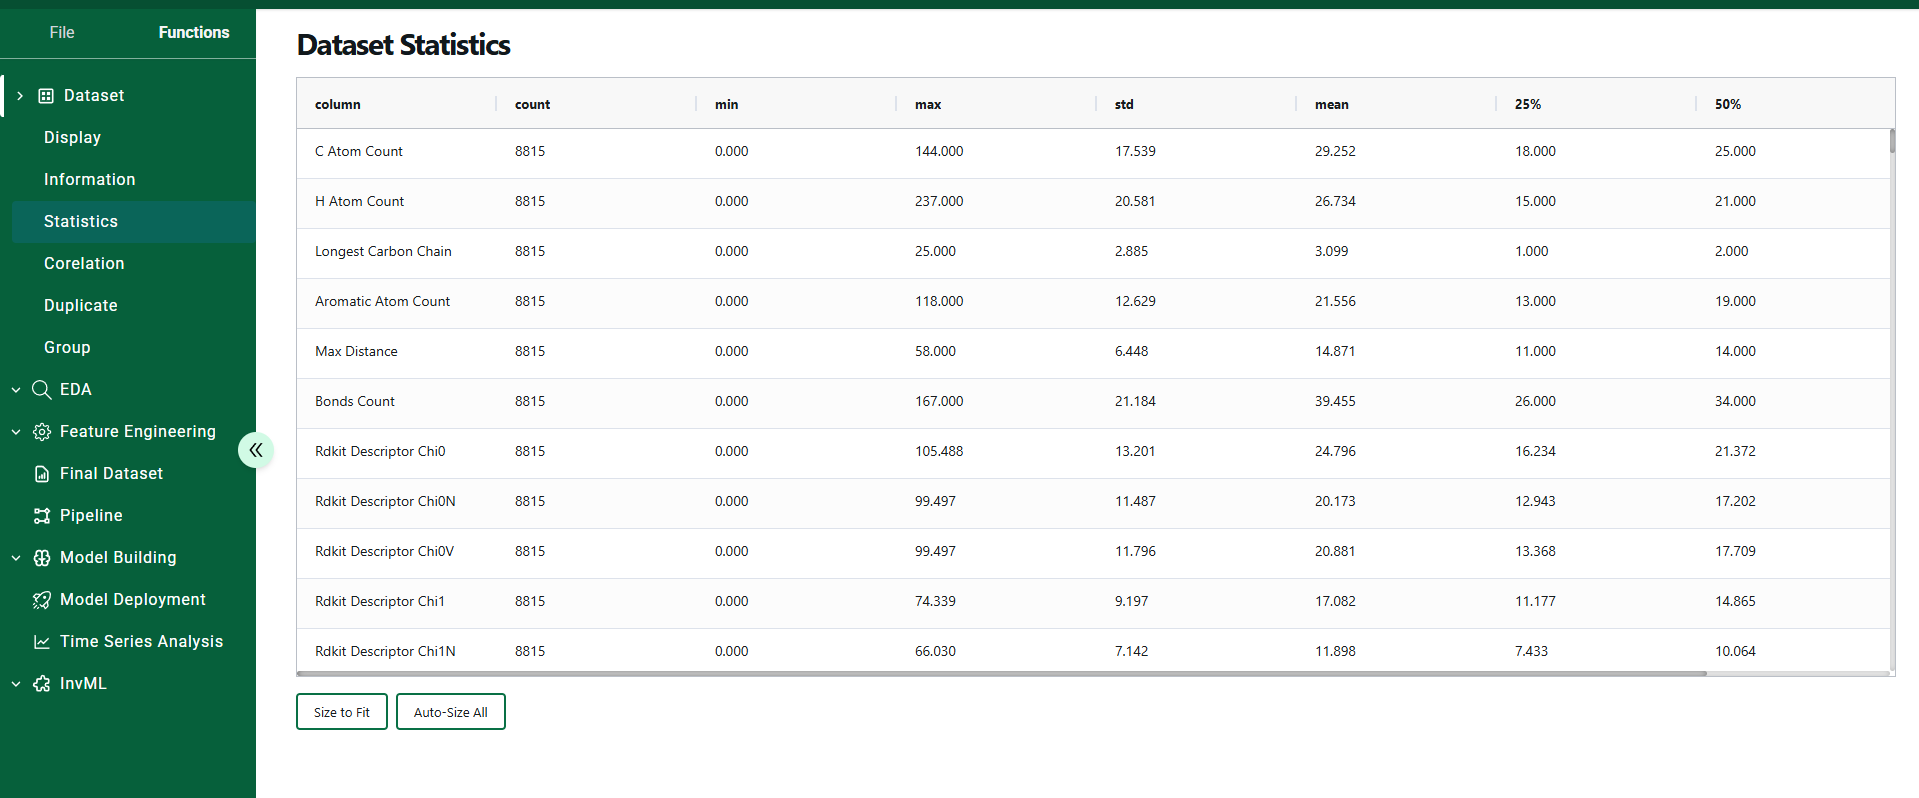 File Functions
Dataset
Display
Information
Statistics
Corelation
Duplicate
Group
EDA
Feature Engineering
Final Dataset
Pipeline
Model Building
Model Deployment
Time Series Analysis
InvML
Dataset Statistics
column count min max std mean 25% 50%
C Atom Count 8815 0.000 144.000 17.539 29.252 18.000 25.000
H Atom Count 8815 0.000 237.000 20.581 26.734 15.000 21.000
Longest Carbon Chain 8815 0.000 25.000 2.885 3.099 1.000 2.000
Aromatic Atom Count 8815 0.000 118.000 12.629 21.556 13.000 19.000
Max Distance 8815 0.000 58.000 6.448 14.871 11.000 14.000
Bonds Count 8815 0.000 167.000 21.184 39.455 26.000 34.000
Rdkit Descriptor Chi0 8815 0.000 105.488 13.201 24.796 16.234 21.372
Rdkit Descriptor Chi0N 8815 0.000 99.497 11.487 20.173 12.943 17.202
Rdkit Descriptor Chi0V 8815 0.000 99.497 11.796 20.881 13.368 17.709
Rdkit Descriptor Chi1 8815 0.000 74.339 9.197 17.082 11.177 14.865
Rdkit Descriptor Chi1N 8815 0.000 66.030 7.142 11.898 7.433 10.064
Size to Fit Auto-Size All